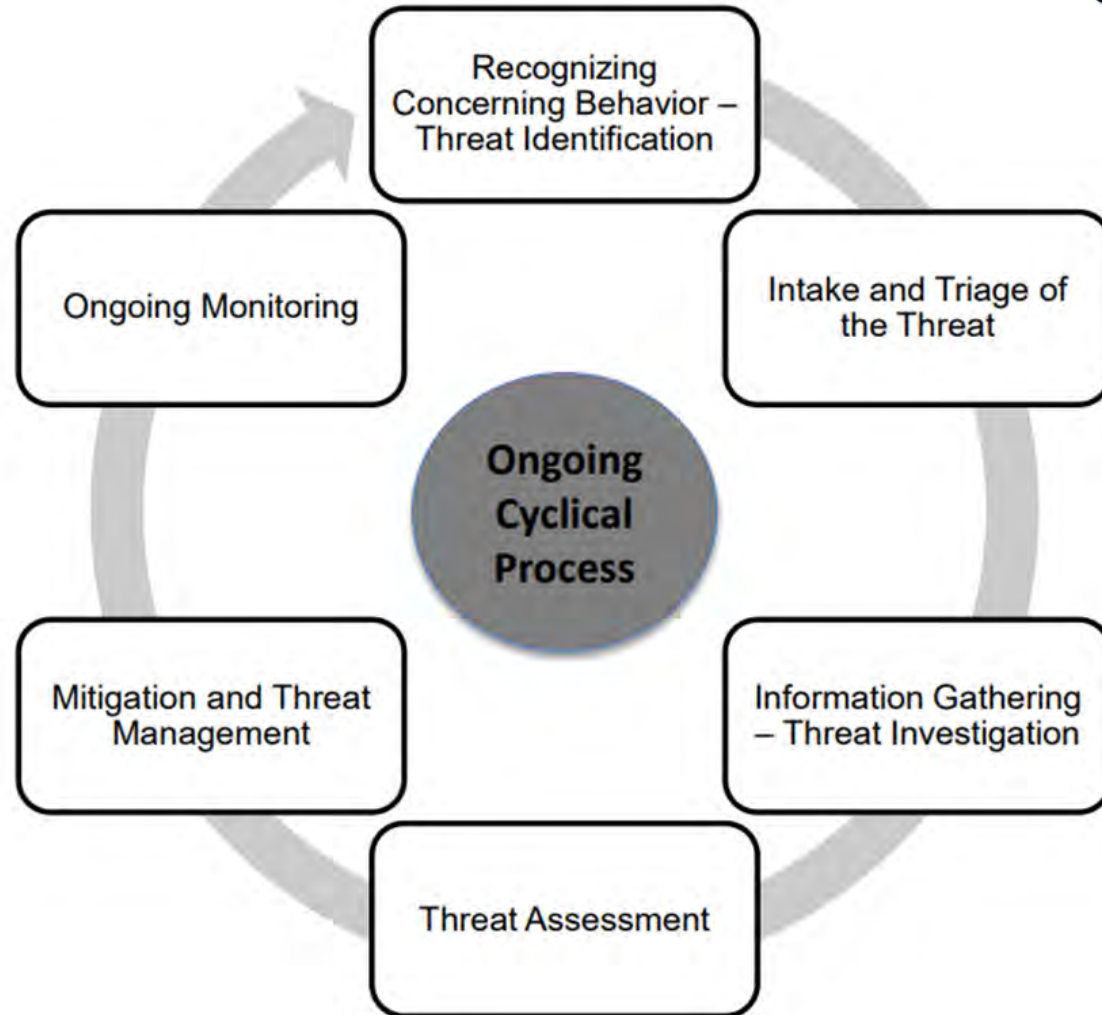 Recognizing
Concerning Behavior –
Threat Identification
Intake and Triage of
the Threat
Information Gathering
– Threat Investigation
Threat Assessment
Mitigation and Threat
Management
Ongoing Monitoring
Ongoing
Cyclical
Process